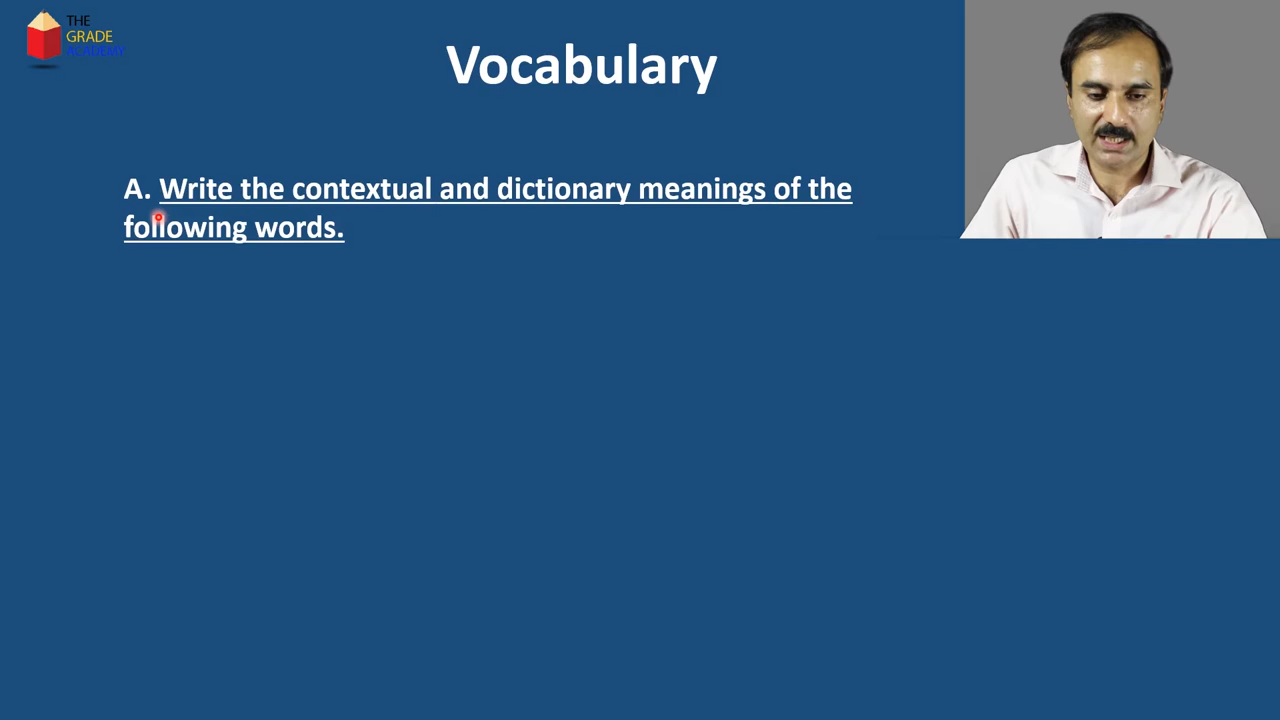 THE
GRADE
ACADEMY
Vocabulary
A. Write the contextual and dictionary meanings of the
following words.